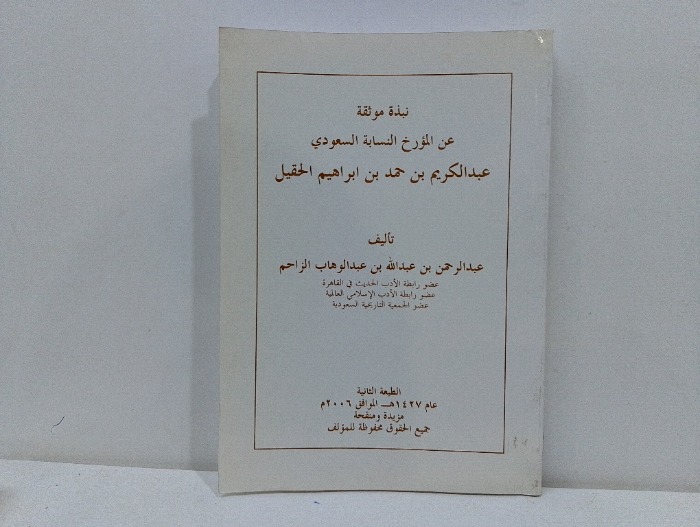 نبذة موثقة
عن المؤرخ النسابة السعودي
عبدالكريم بن حمد بن ابراهيم الحقيل
تأليف
عبدالرحمن بن عبدالله بن عبدالوهاب الزاحم
عضو رابطة الأدب الحديث في القاهرة
عضو رابطة الأدب الإسلامي العالمية
عضو الجمعية التاريخية السعودية
الطبعة الثانية
عام ١٤٢٧هـــ الموافق ٢٠٠٦م
مزيدة ومنقحة
جميع الحقوق محفوظة للمؤلف